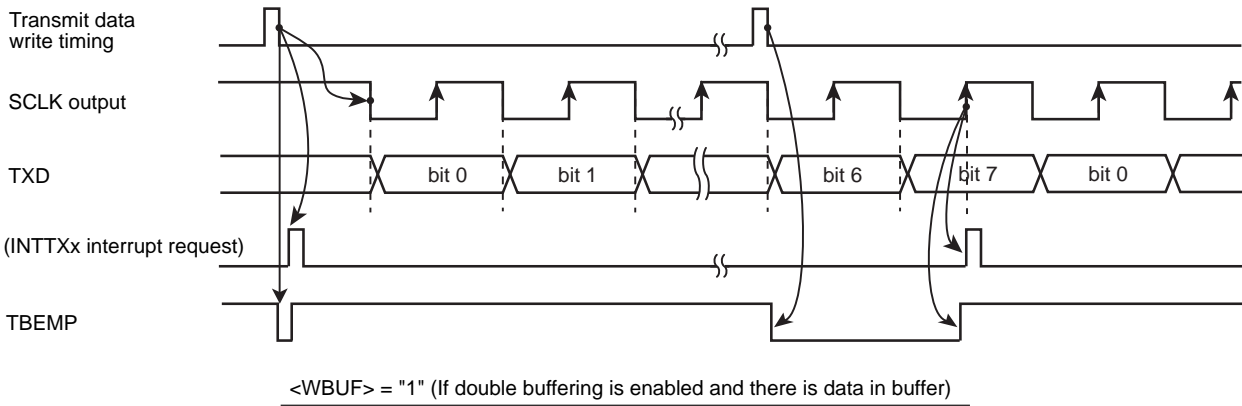 Transmit data
write timing
SCLK output
TXD
bit 0
bit 1
bit 6
bit 7
bit 0
(INTTXx interrupt request)
TBEMP
<WBUF> = "1" (If double buffering is enabled and there is data in buffer)